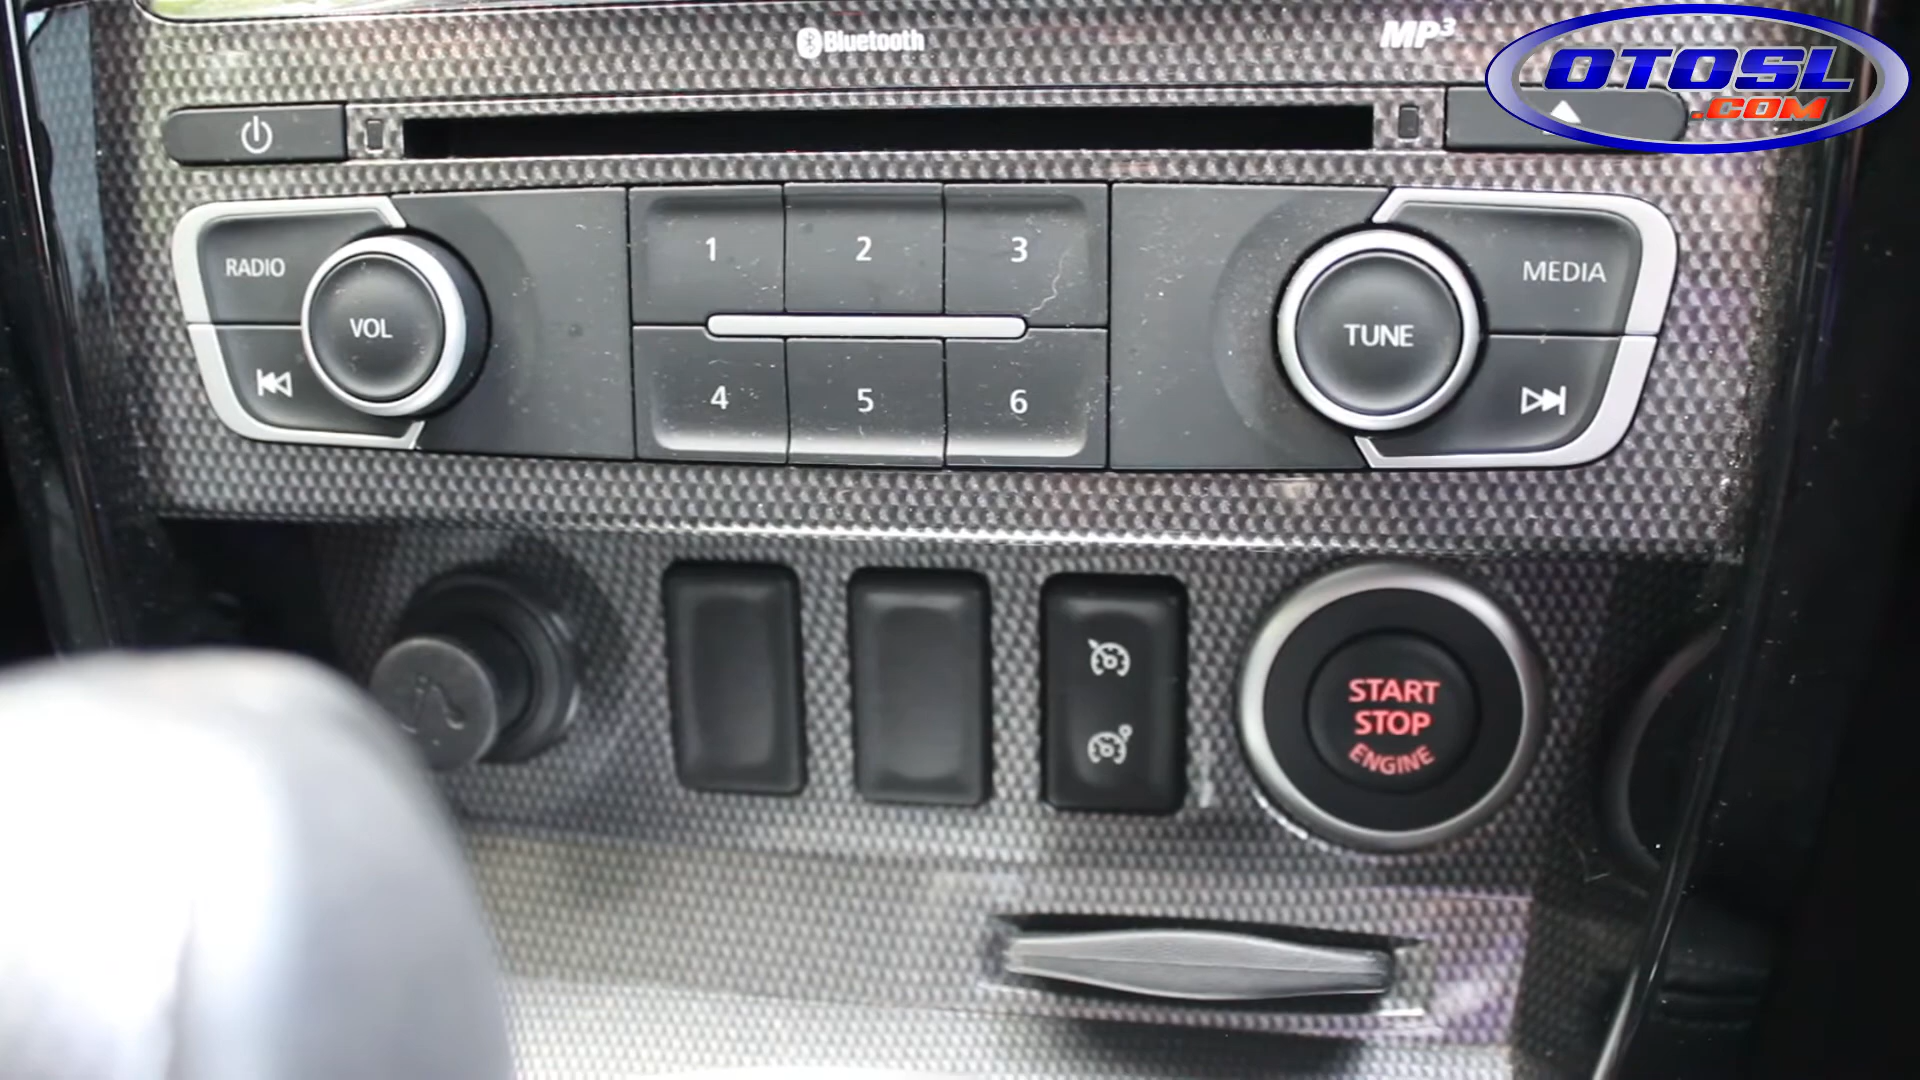 Bluetooth
MP3
OTOSL
.COM
RADIO
VOL
1
2
3
TUNE
MEDIA
4
5
6
START
STOP
ENGINE